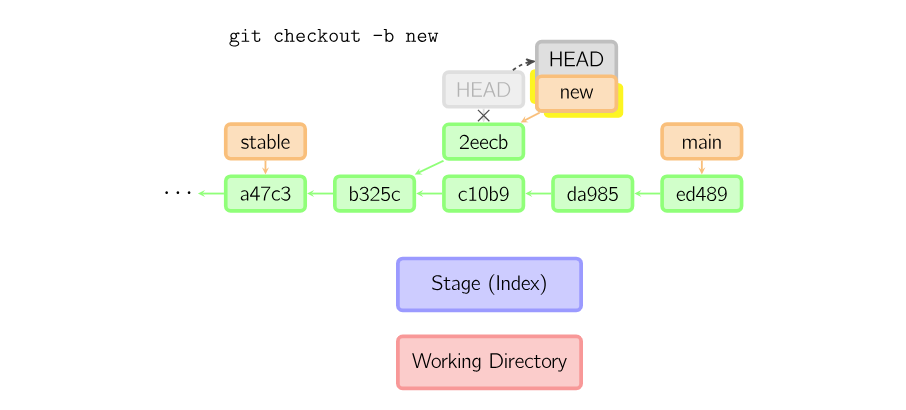 git checkout -b new
HEAD
HEAD
new
stable
2eecb
main
...
a47c3
b325c
c10b9
da985
ed489
Stage (Index)
Working Directory